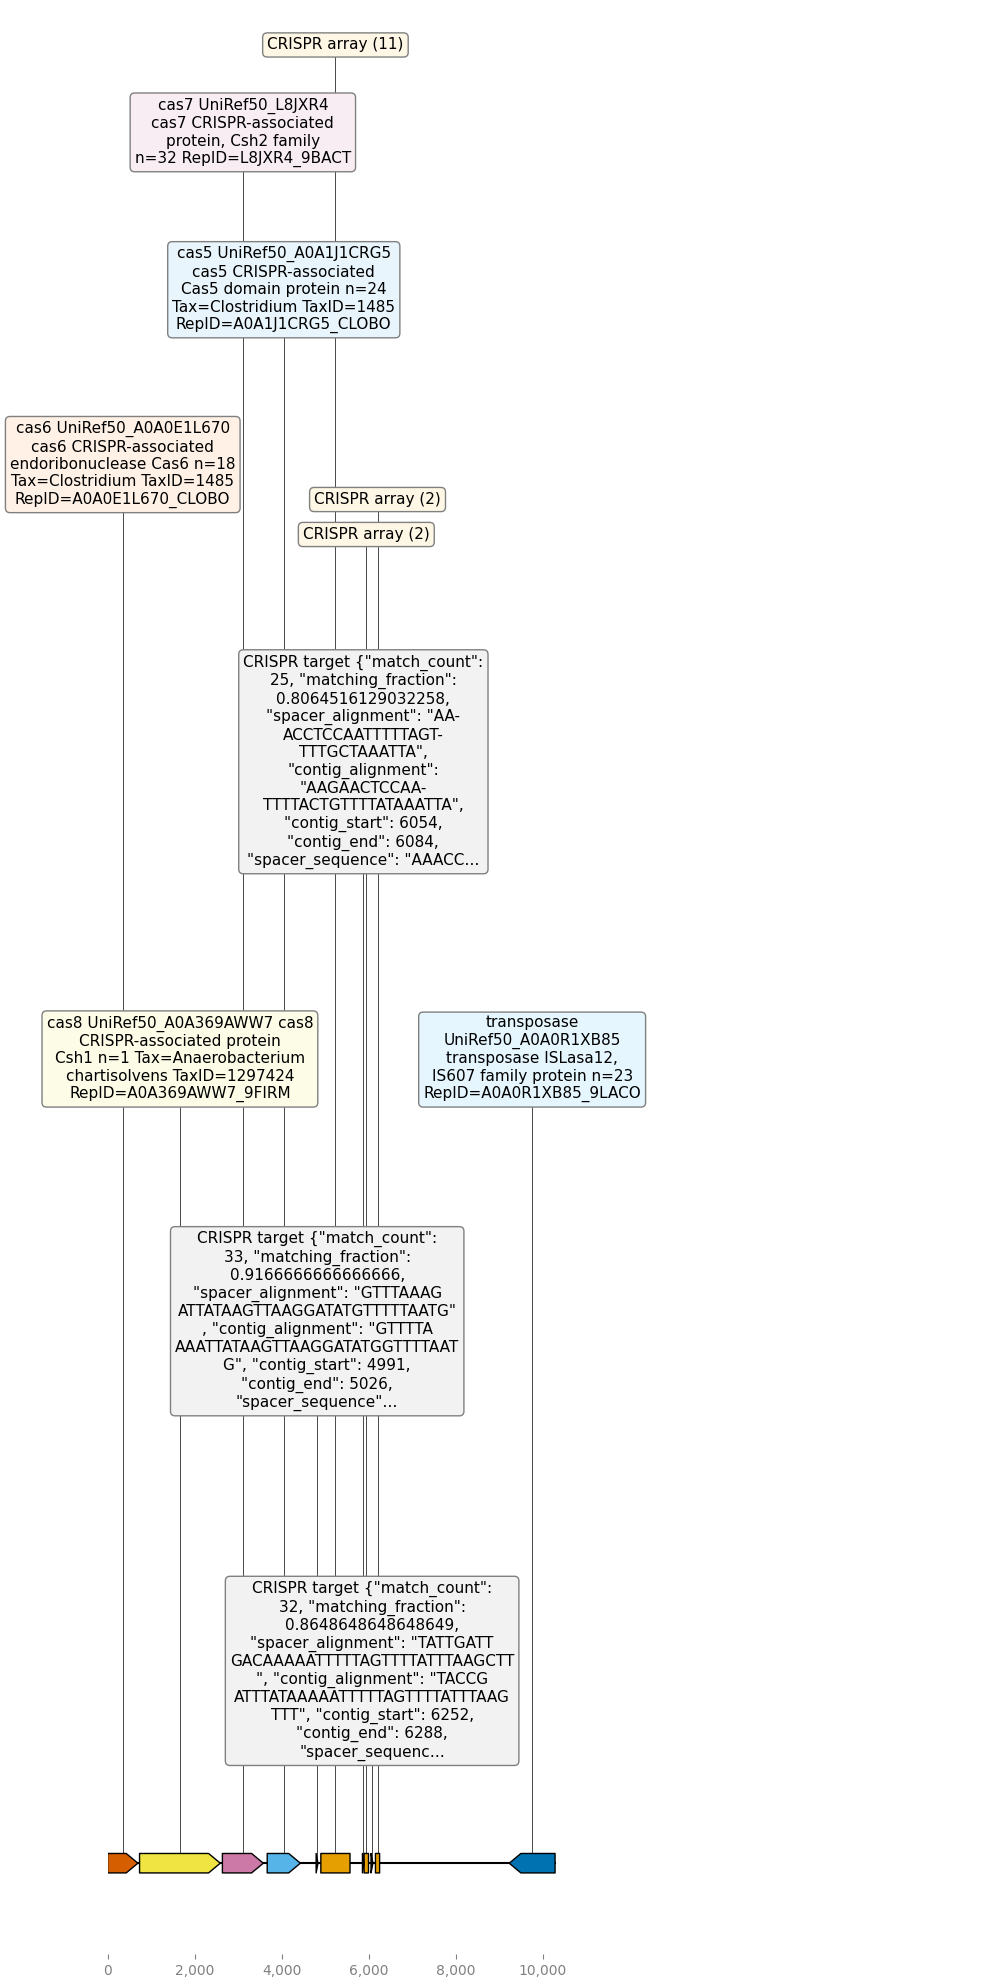 CRISPR array (11)
cas7 UniRef50_L8JXR4
cas7 CRISPR-associated
protein, Csh2 family
n=32 RepID=L8JXR4_9BACT
cas5 UniRef50_A0A1J1CRG5
cas5 CRISPR-associated
Cas5 domain protein n=24
Tax=Clostridium TaxID=1485
RepID=A0A1J1CRG5_CLOBO
cas6 UniRef50_A0A0E1L670
cas6 CRISPR-associated
endoribonuclease Cas6 n=18
Tax=Clostridium TaxID=1485
RepID=A0A0E1L670_CLOBO
CRISPR array (2)
CRISPR array (2)
CRISPR target {"match_count":
25, "matching_fraction":
0.8064516129032258,
"spacer_alignment": "AA-
ACCTCCAATTTTTAGT-
TTTGCTAAATTA",
"contig_alignment":
"AAGAACTCCAA-
TTTTACTGTTTTATAAATTA",
"contig_start": 6054,
"contig_end": 6084,
"spacer_sequence": "AAACC...
cas8 UniRef50_A0A369AWW7 cas8
CRISPR-associated protein
Csh1 n=1 Tax=Anaerobacterium
chartisolvens TaxID=1297424
RepID=A0A369AWW7_9FIRM
transposase
UniRef50_A0A0R1XB85
transposase ISLasa12,
IS607 family protein n=23
RepID=A0A0R1XB85_9LACO
CRISPR target {"match_count":
33, "matching_fraction":
0.9166666666666666,
"spacer_alignment": "GTTTAAAG
ATTATAAGTTAAGGATATGTTTTTAATG"
, "contig_alignment": "GTTTTA
AAATTATAAGTTAAGGATATGGTTTTAAT
G", "contig_start": 4991,
"contig_end": 5026,
"spacer_sequence"...
CRISPR target {"match_count":
32, "matching_fraction":
0.8648648648648649,
"spacer_alignment": "TATTGATT
GACAAAAATTTTTAGTTTTATTTAAGCTT
", "contig_alignment": "TACCG
ATTTATAAAAATTTTTAGTTTTATTTAAG
TTT", "contig_start": 6252,
"contig_end": 6288,
"spacer_sequenc...
0 2,000 4,000 6,000 8,000 10,000